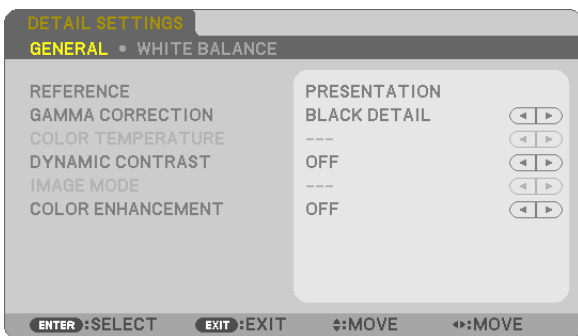 DETAIL SETTINGS
GENERAL • WHITE BALANCE
REFERENCE PRESENTATION
GAMMA CORRECTION BLACK DETAIL
COLOR TEMPERATURE ---
DYNAMIC CONTRAST OFF
IMAGE MODE ---
COLOR ENHANCEMENT OFF
ENTER :SELECT EXIT :EXIT :MOVE :MOVE